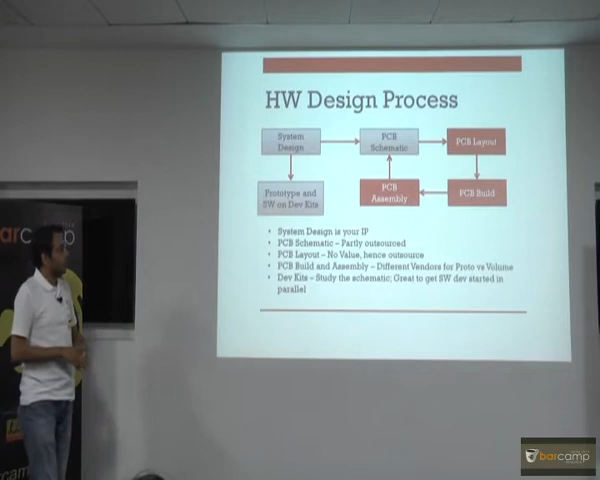 HW Design Process
System
Design
PCB
Schematic
PCB Layout
Prototype and
SW on Dev Kits
PCB
Assembly
PCB Build
• System Design is your IP
• PCB Schematic – Partly outsourced
• PCB Layout – No Value, hence outsource
• PCB Build and Assembly – Different Vendors for Proto vs Volume
• Dev Kits – Study the schematic; Great to get SW dev started in
parallel
arcamp
rcam
barcamp